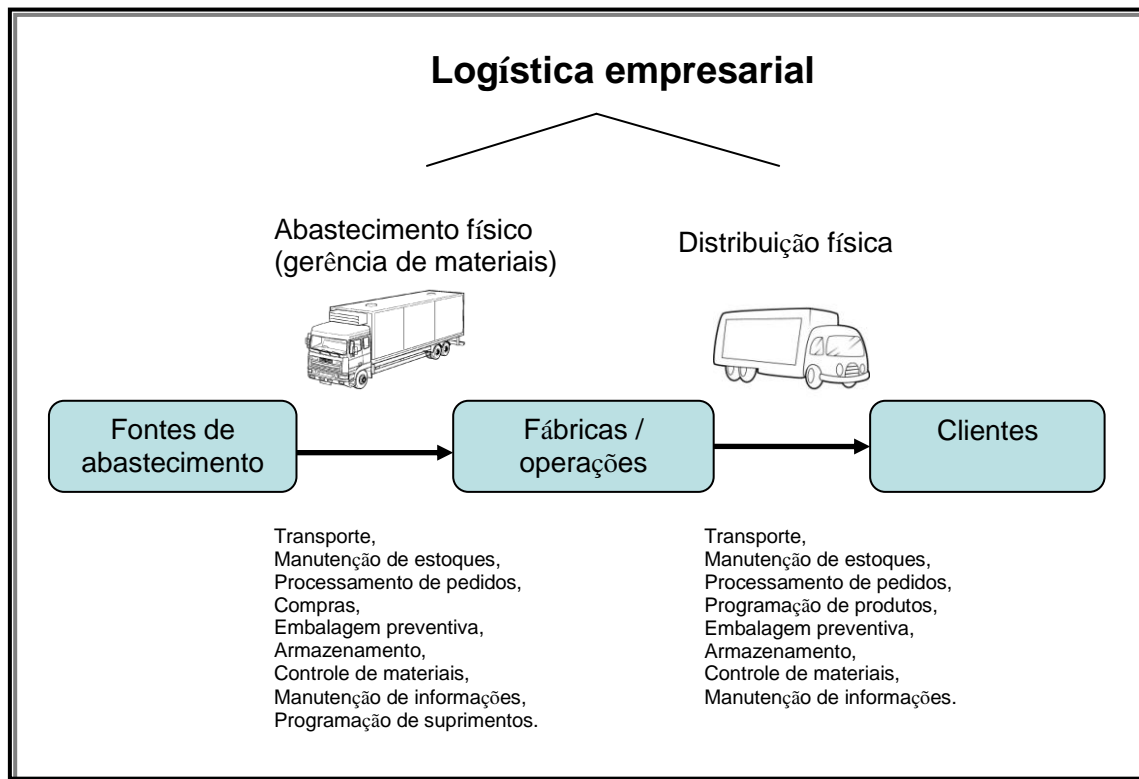 Logística empresarial
Abastecimento físico
(gerência de materiais)
Distribuição física
Fontes de
abastecimento
Fábricas /
operações
Clientes
Transporte,
Manutenção de estoques,
Processamento de pedidos,
Compras,
Embalagem preventiva,
Armazenamento,
Controle de materiais,
Manutenção de informações,
Programação de suprimentos.
Transporte,
Manutenção de estoques,
Processamento de pedidos,
Programação de produtos,
Embalagem preventiva,
Armazenamento,
Controle de materiais,
Manutenção de informações.